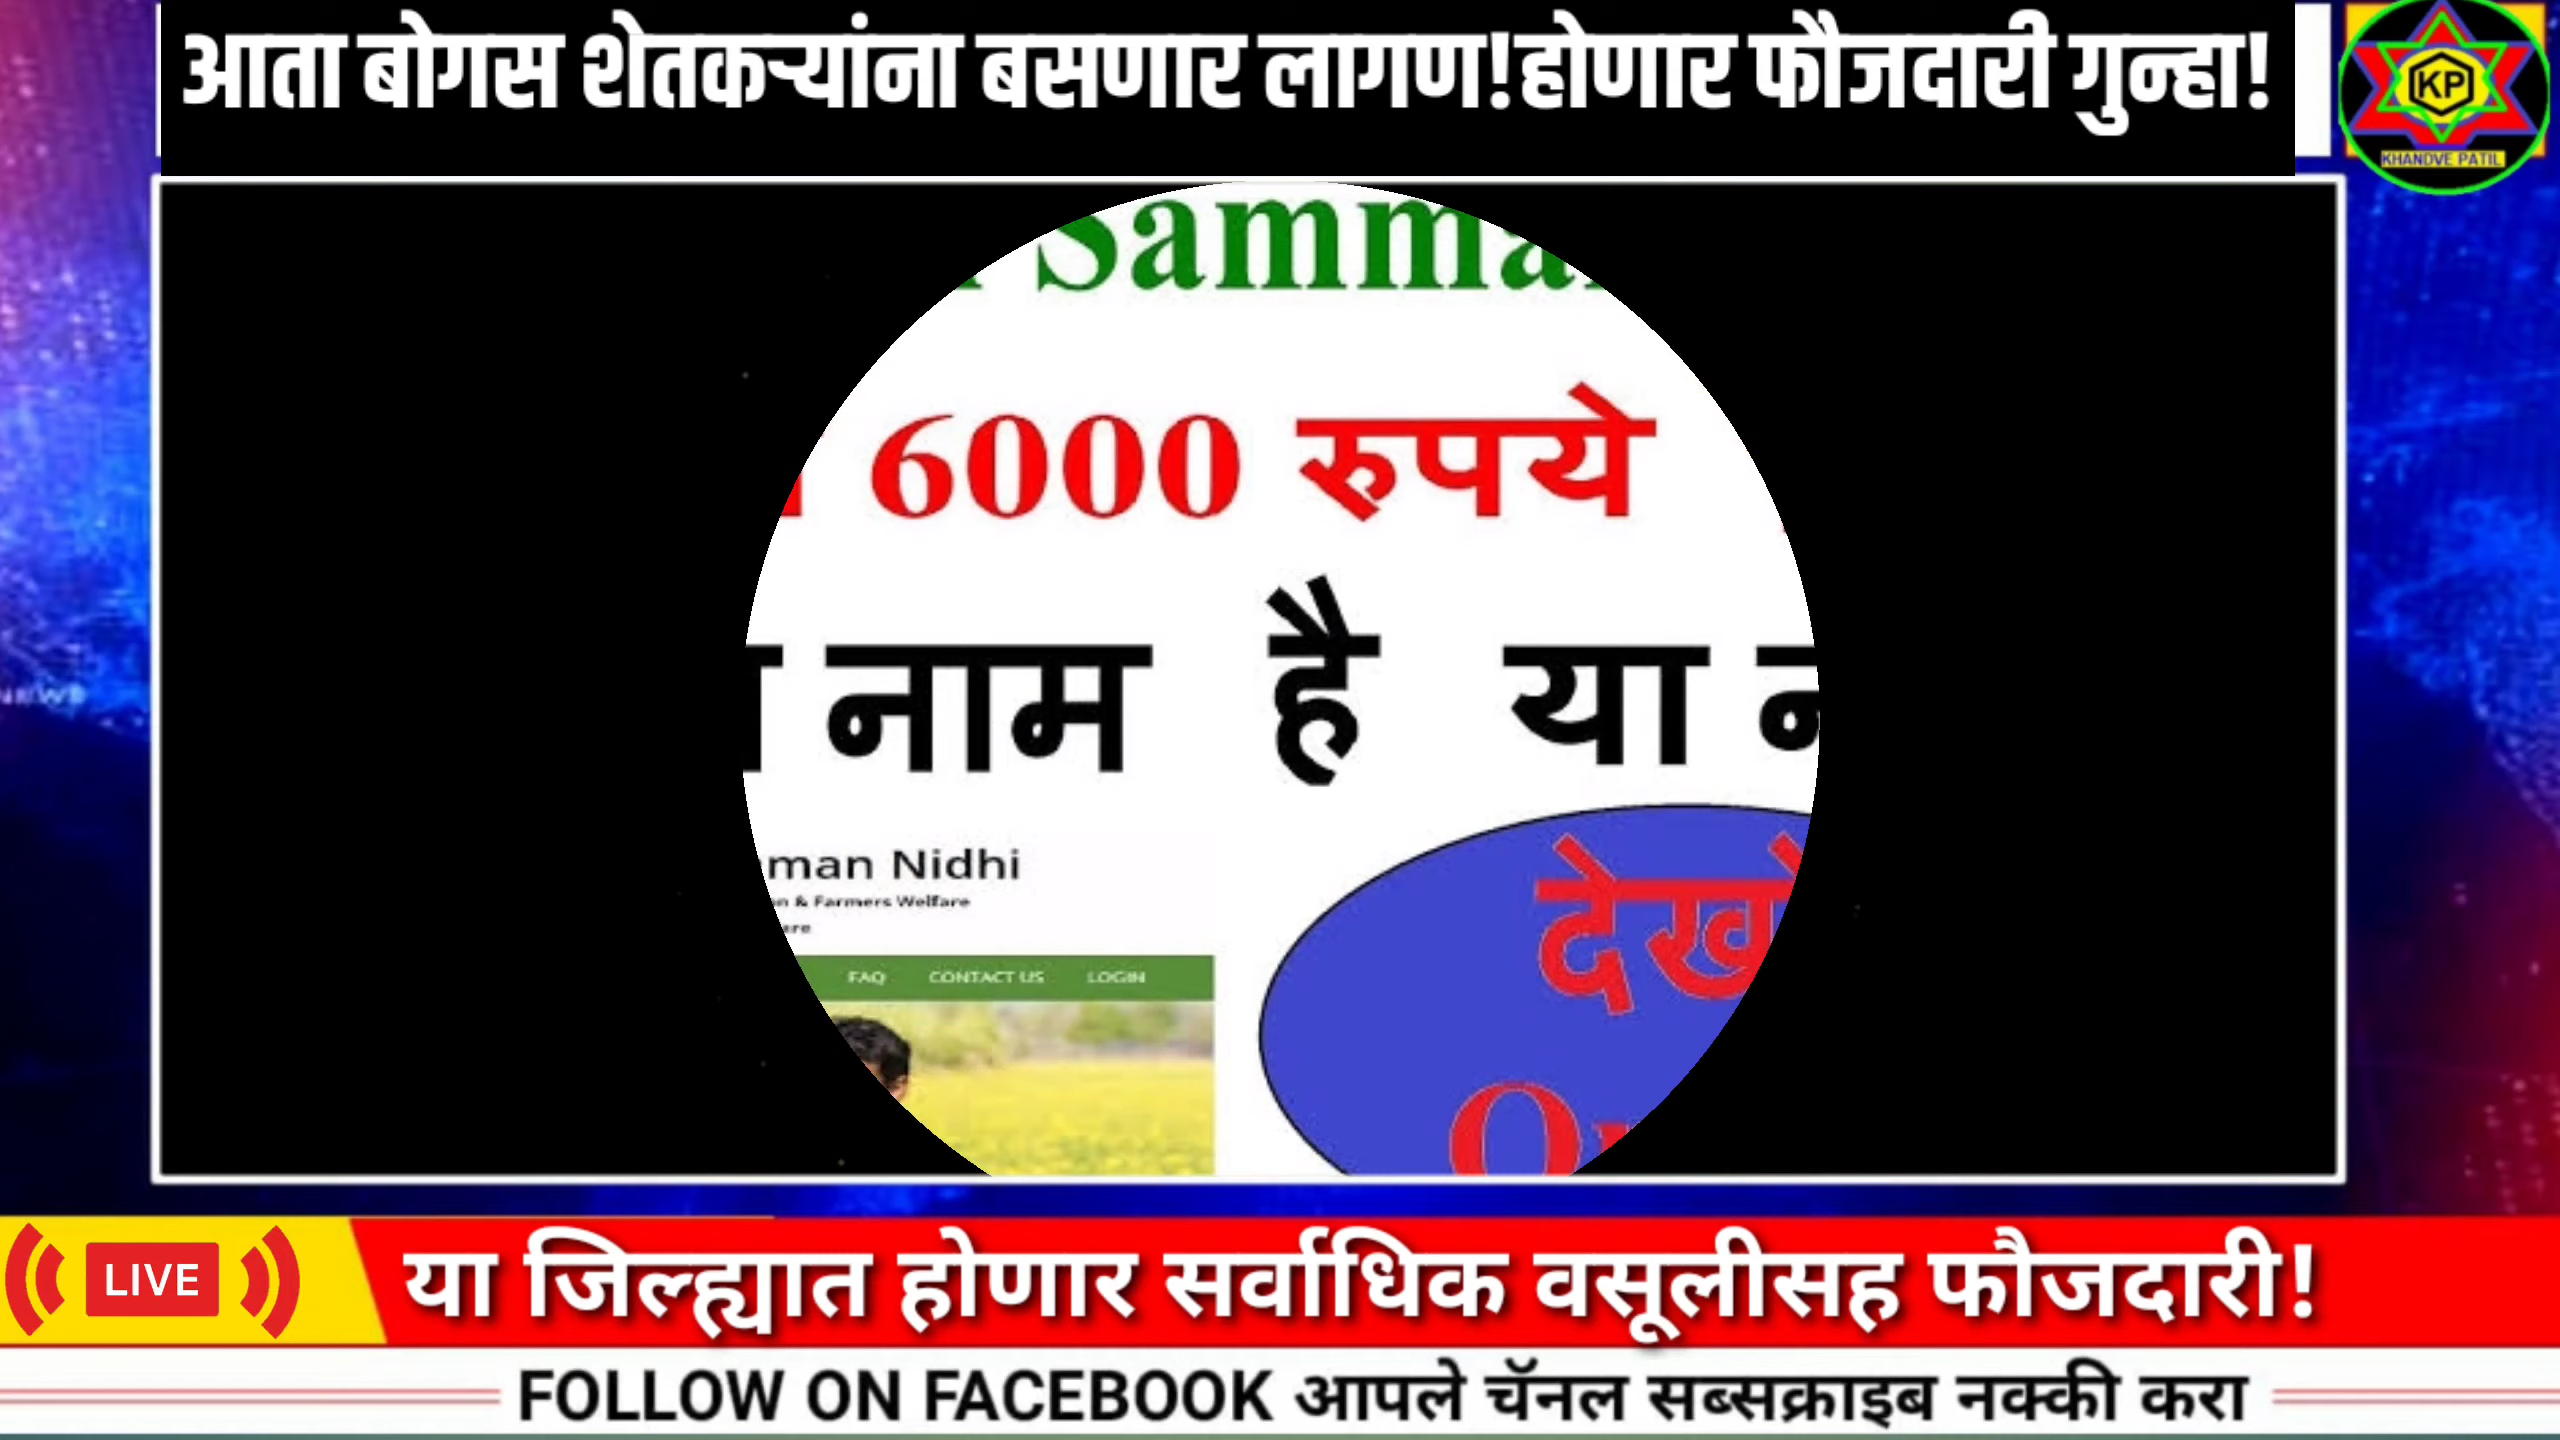 आता बोगस शेतकऱ्यांना बसणार लागण!होणार फौजदारी गुन्हा!
KP
KHANDVE PATIL
Samma
6000 रुपये
नाम है या
man Nidhi
& Farmers Welfare
FAQ CONTACT US LOGIN
देखे
NEWS
LIVE
या जिल्ह्यात होणार सर्वाधिक वसूलीसह फौजदारी!
FOLLOW ON FACEBOOK आपले चॅनल सब्सक्राइब नक्की करा